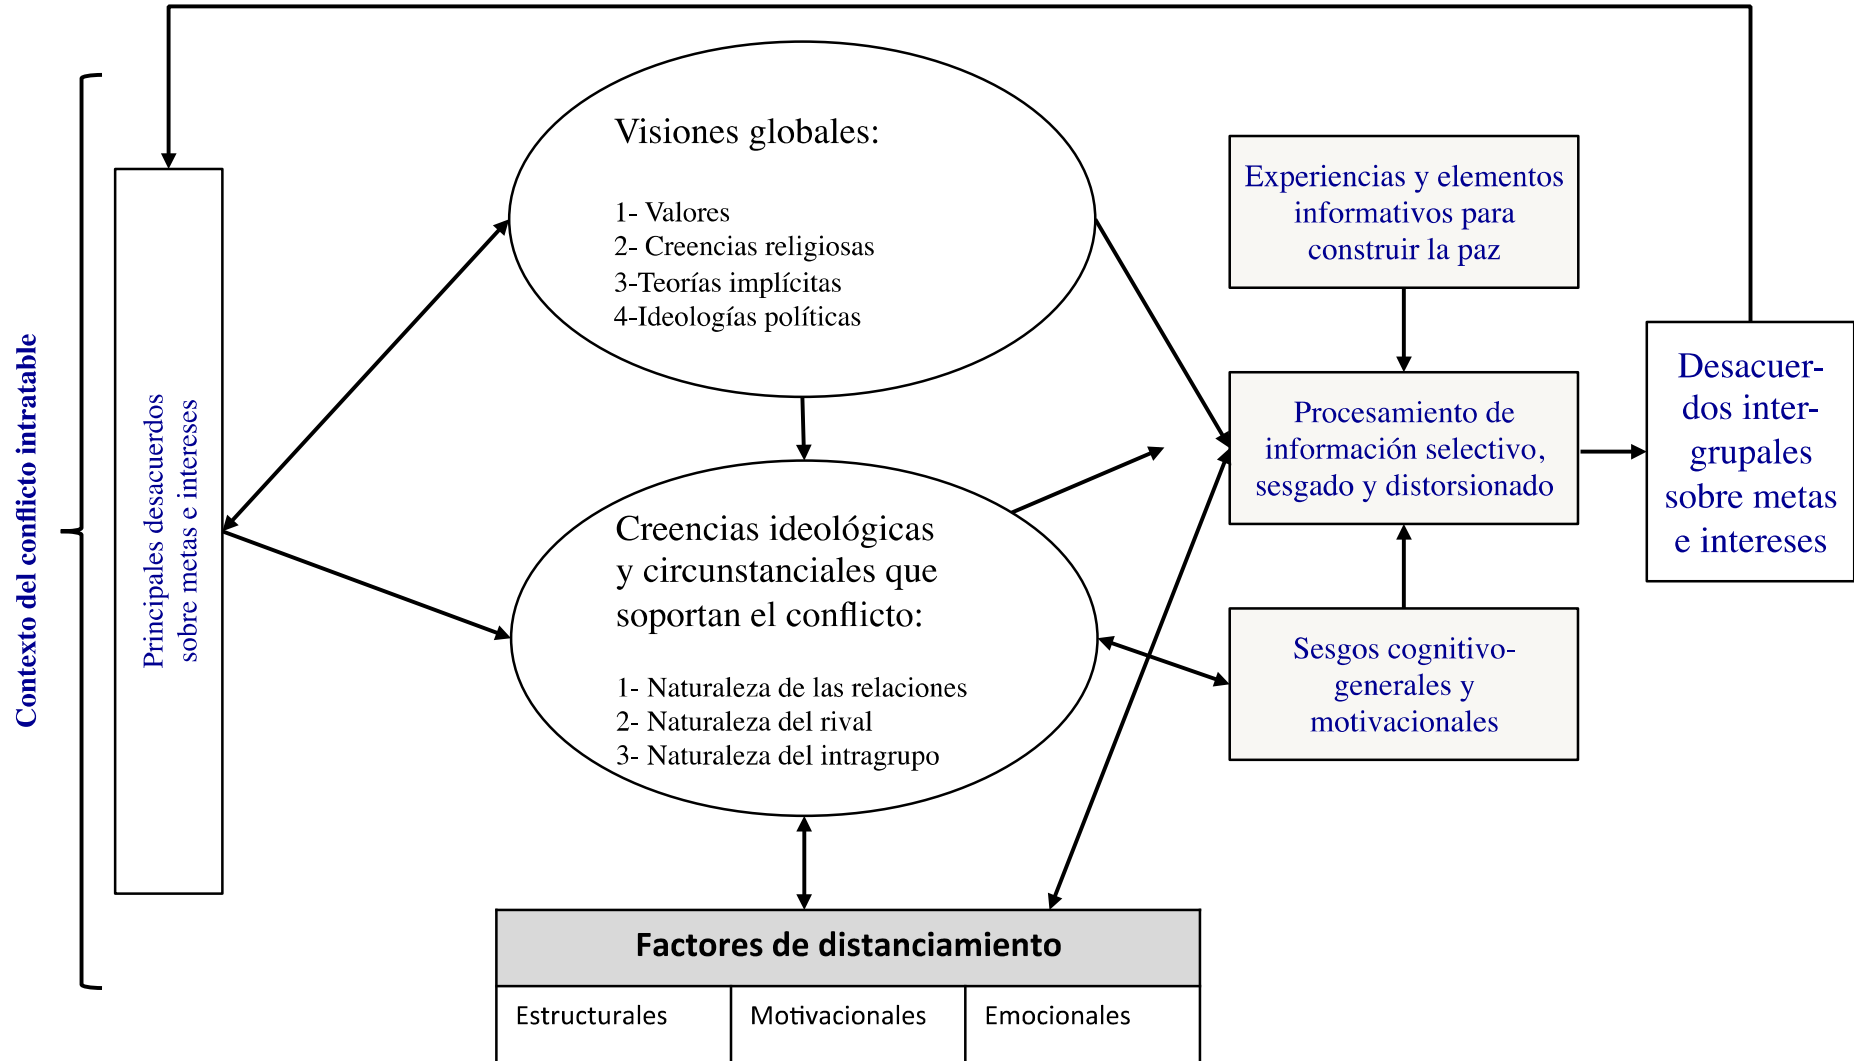 Contexto del conflicto intratable
Principales desacuerdos
sobre metas e intereses
Visiones globales:
1- Valores
2- Creencias religiosas
3-Teorías implícitas
4-Ideologías políticas
Creencias ideológicas
y circunstanciales que
soportan el conflicto:
1- Naturaleza de las relaciones
2- Naturaleza del rival
3- Naturaleza del intragrupo
Experiencias y elementos
informativos para
construir la paz
Procesamiento de
información selectivo,
sesgado y distorsionado
Sesgos cognitivo-
generales y
motivacionales
Desacuer-
dos inter-
grupales
sobre metas
e intereses
Factores de distanciamiento
Estructurales
Motivacionales
Emocionales